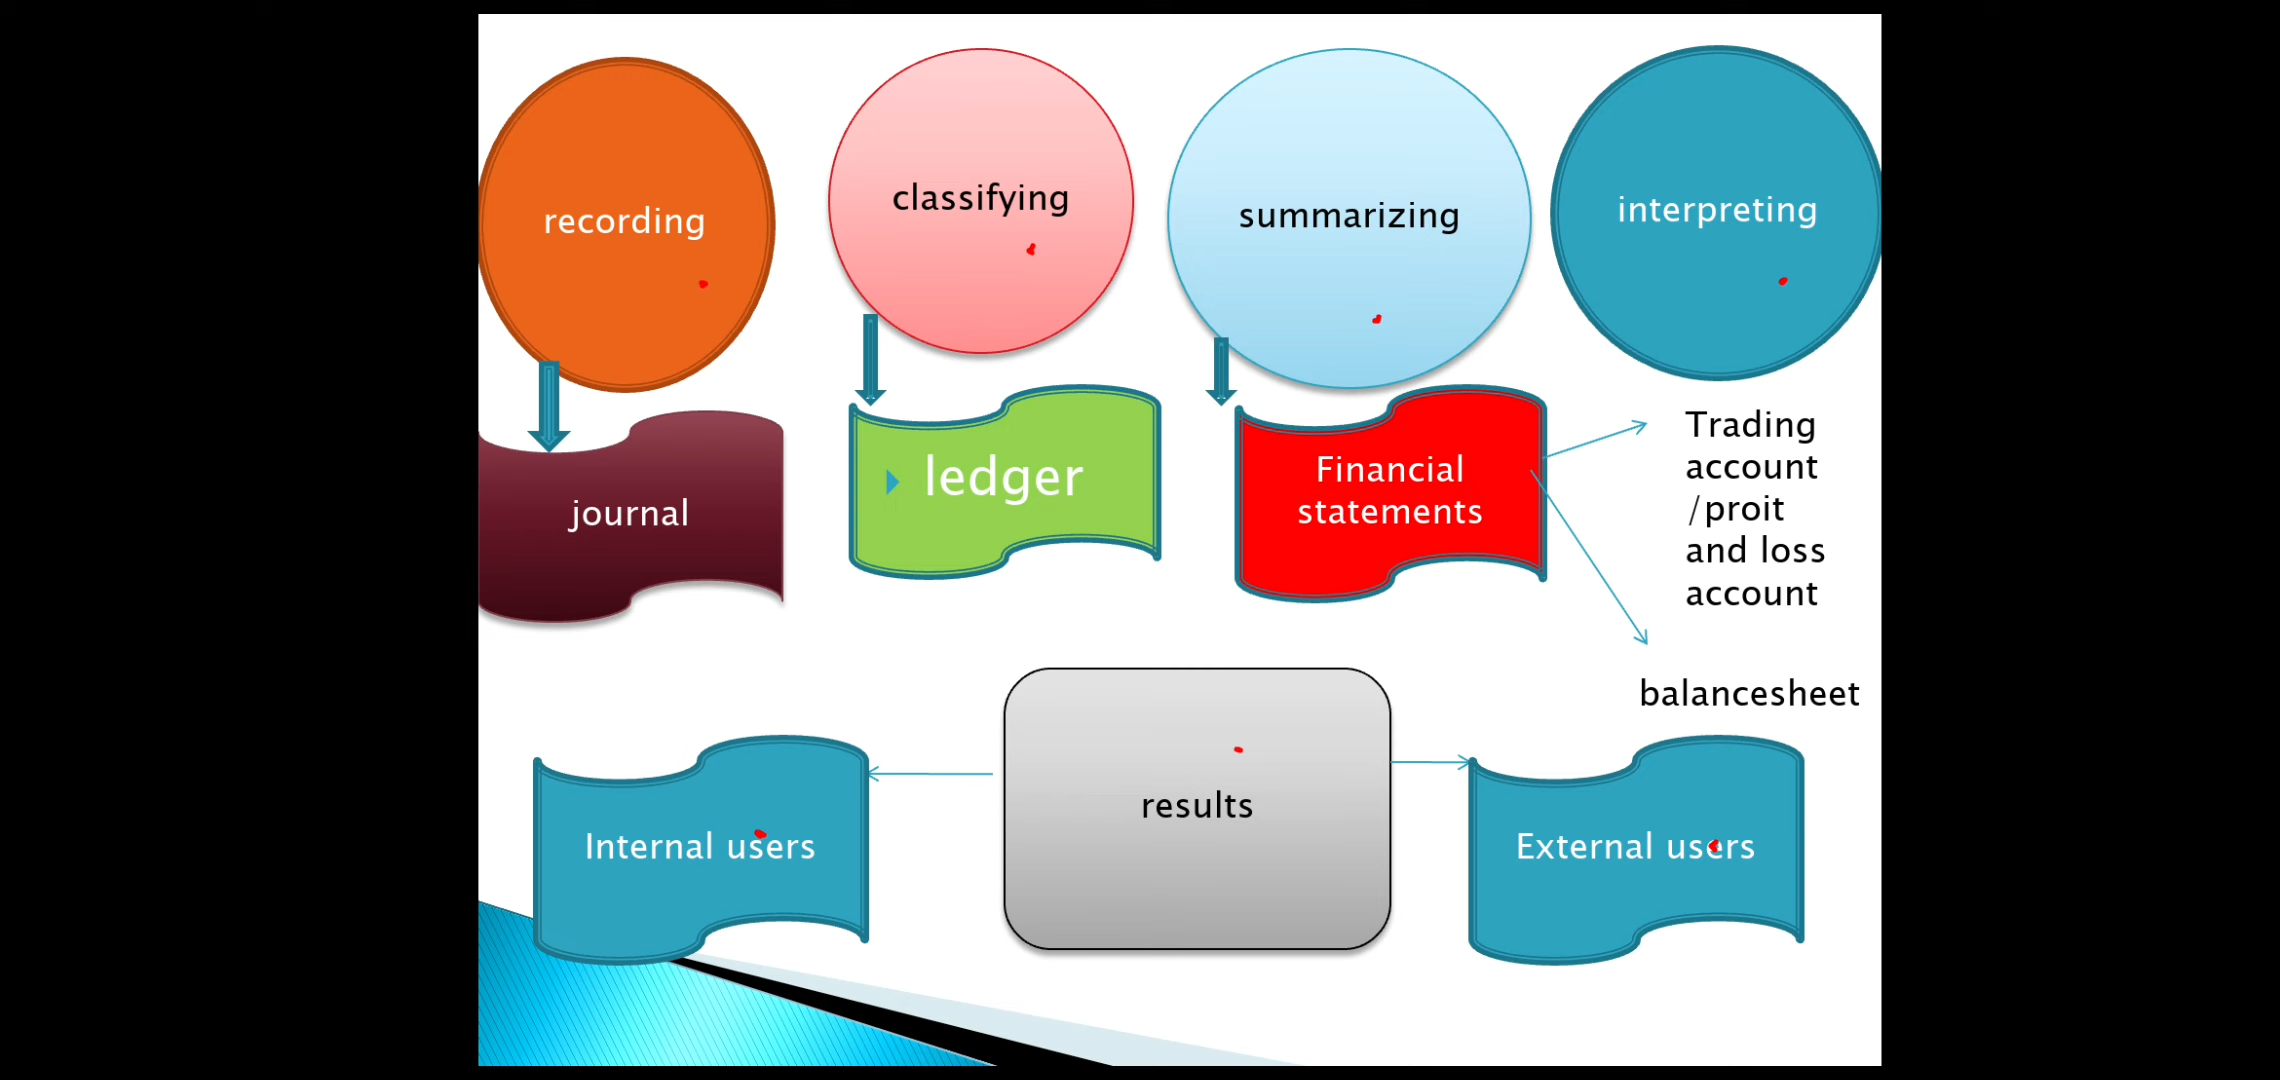 recording
classifying
summarizing
interpreting
journal
ledger
Financial
statements
Trading
account
/proit
and loss
account
balancesheet
Internal users
results
External users